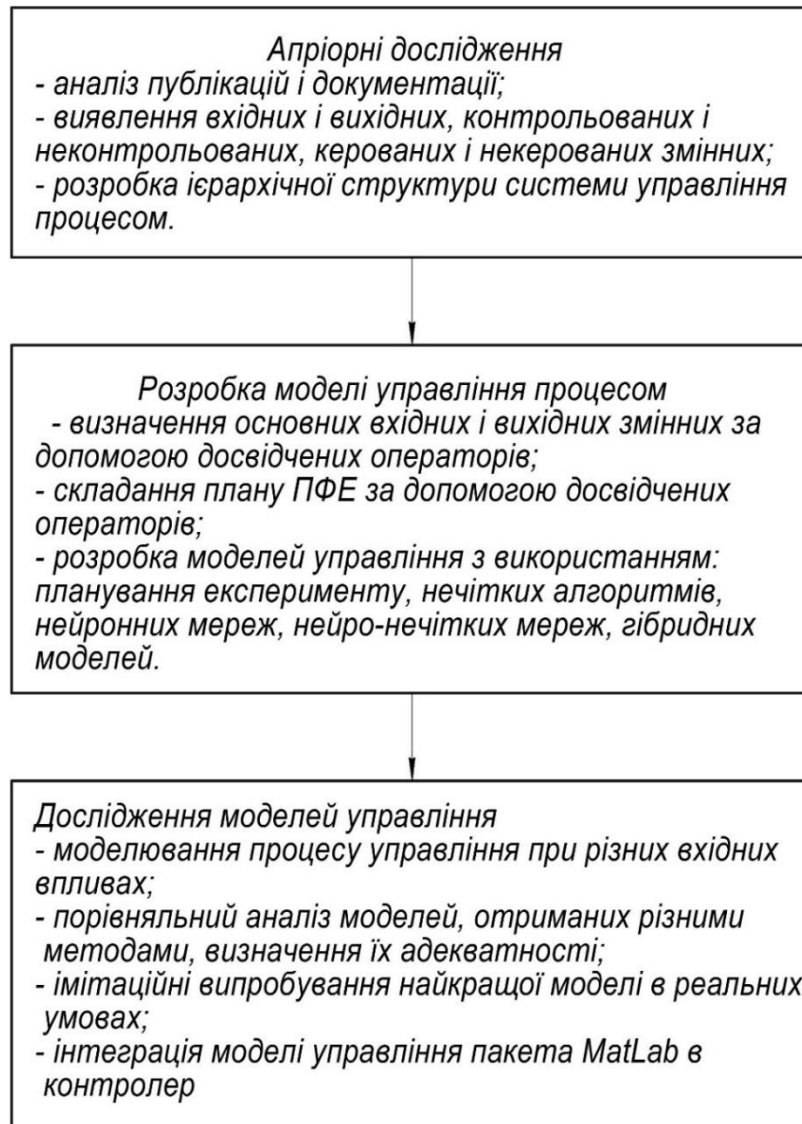 Апріорні дослідження
- аналіз публікацій і документації;
- виявлення вхідних і вихідних, контрольованих і
неконтрольованих, керованих і некерованих змінних;
- розробка ієрархічної структури системи управління
процесом.
Розробка моделі управління процесом
- визначення основних вхідних і вихідних змінних за
допомогою досвідчених операторів;
- складання плану ПФЕ за допомогою досвідчених
операторів;
- розробка моделей управління з використанням:
планування експерименту, нечітких алгоритмів,
нейронних мереж, нейро-нечітких мереж, гібридних
моделей.
Дослідження моделей управління
- моделювання процесу управління при різних вхідних
впливах;
- порівняльний аналіз моделей, отриманих різними
методами, визначення їх адекватності;
- імітаційні випробування найкращої моделі в реальних
умовах;
- інтеграція моделі управління пакета MatLab в
контролер